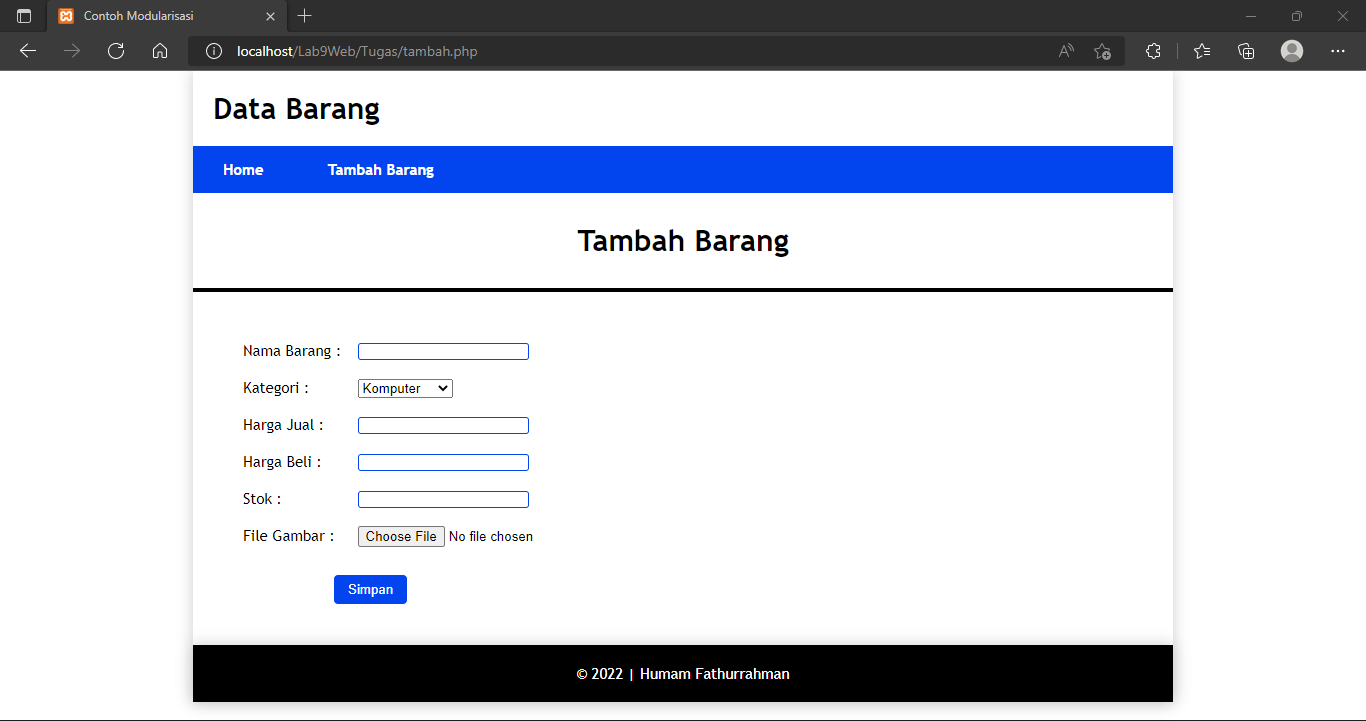 Contoh Modularisasi
localhost/Lab9Web/Tugas/tambah.php
Data Barang
Home Tambah Barang
Tambah Barang
Nama Barang :
Kategori : Komputer
Harga Jual :
Harga Beli :
Stok :
File Gambar : Choose File No file chosen
Simpan
© 2022 | Humam Fathurrahman